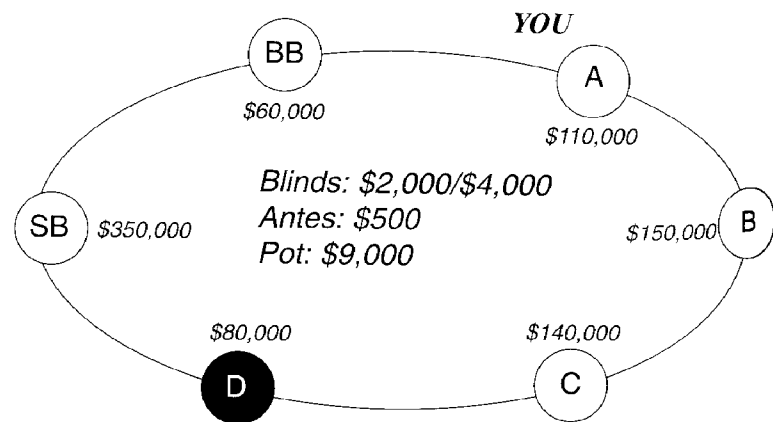 YOU
BB
A
$60,000
$110,000
Blinds: $2,000/$4,000
Antes: $500
Pot: $9,000
SB
$350,000
$150,000
B
$80,000
$140,000
D
C